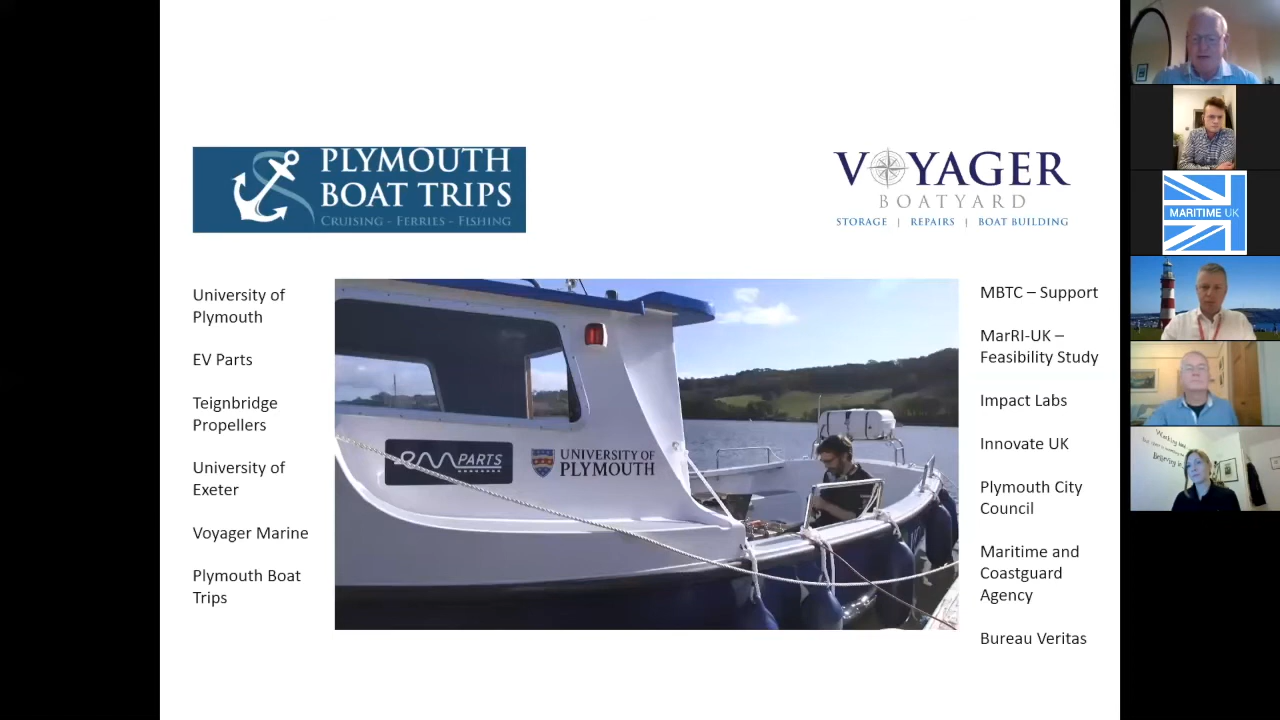 PLYMOUTH
BOAT TRIPS
CRUISING - FERRIES - FISHING
VOYAGER
BOATYARD
STORAGE | REPAIRS | BOAT BUILDING
University of
Plymouth
EV Parts
Teignbridge
Propellers
University of
Exeter
Voyager Marine
Plymouth Boat
Trips
PARTS
UNIVERSITY OF
PLYMOUTH
MBTC – Support
MarRI-UK –
Feasibility Study
Impact Labs
Innovate UK
Plymouth City
Council
Maritime and
Coastguard
Agency
Bureau Veritas
MARITIME UK